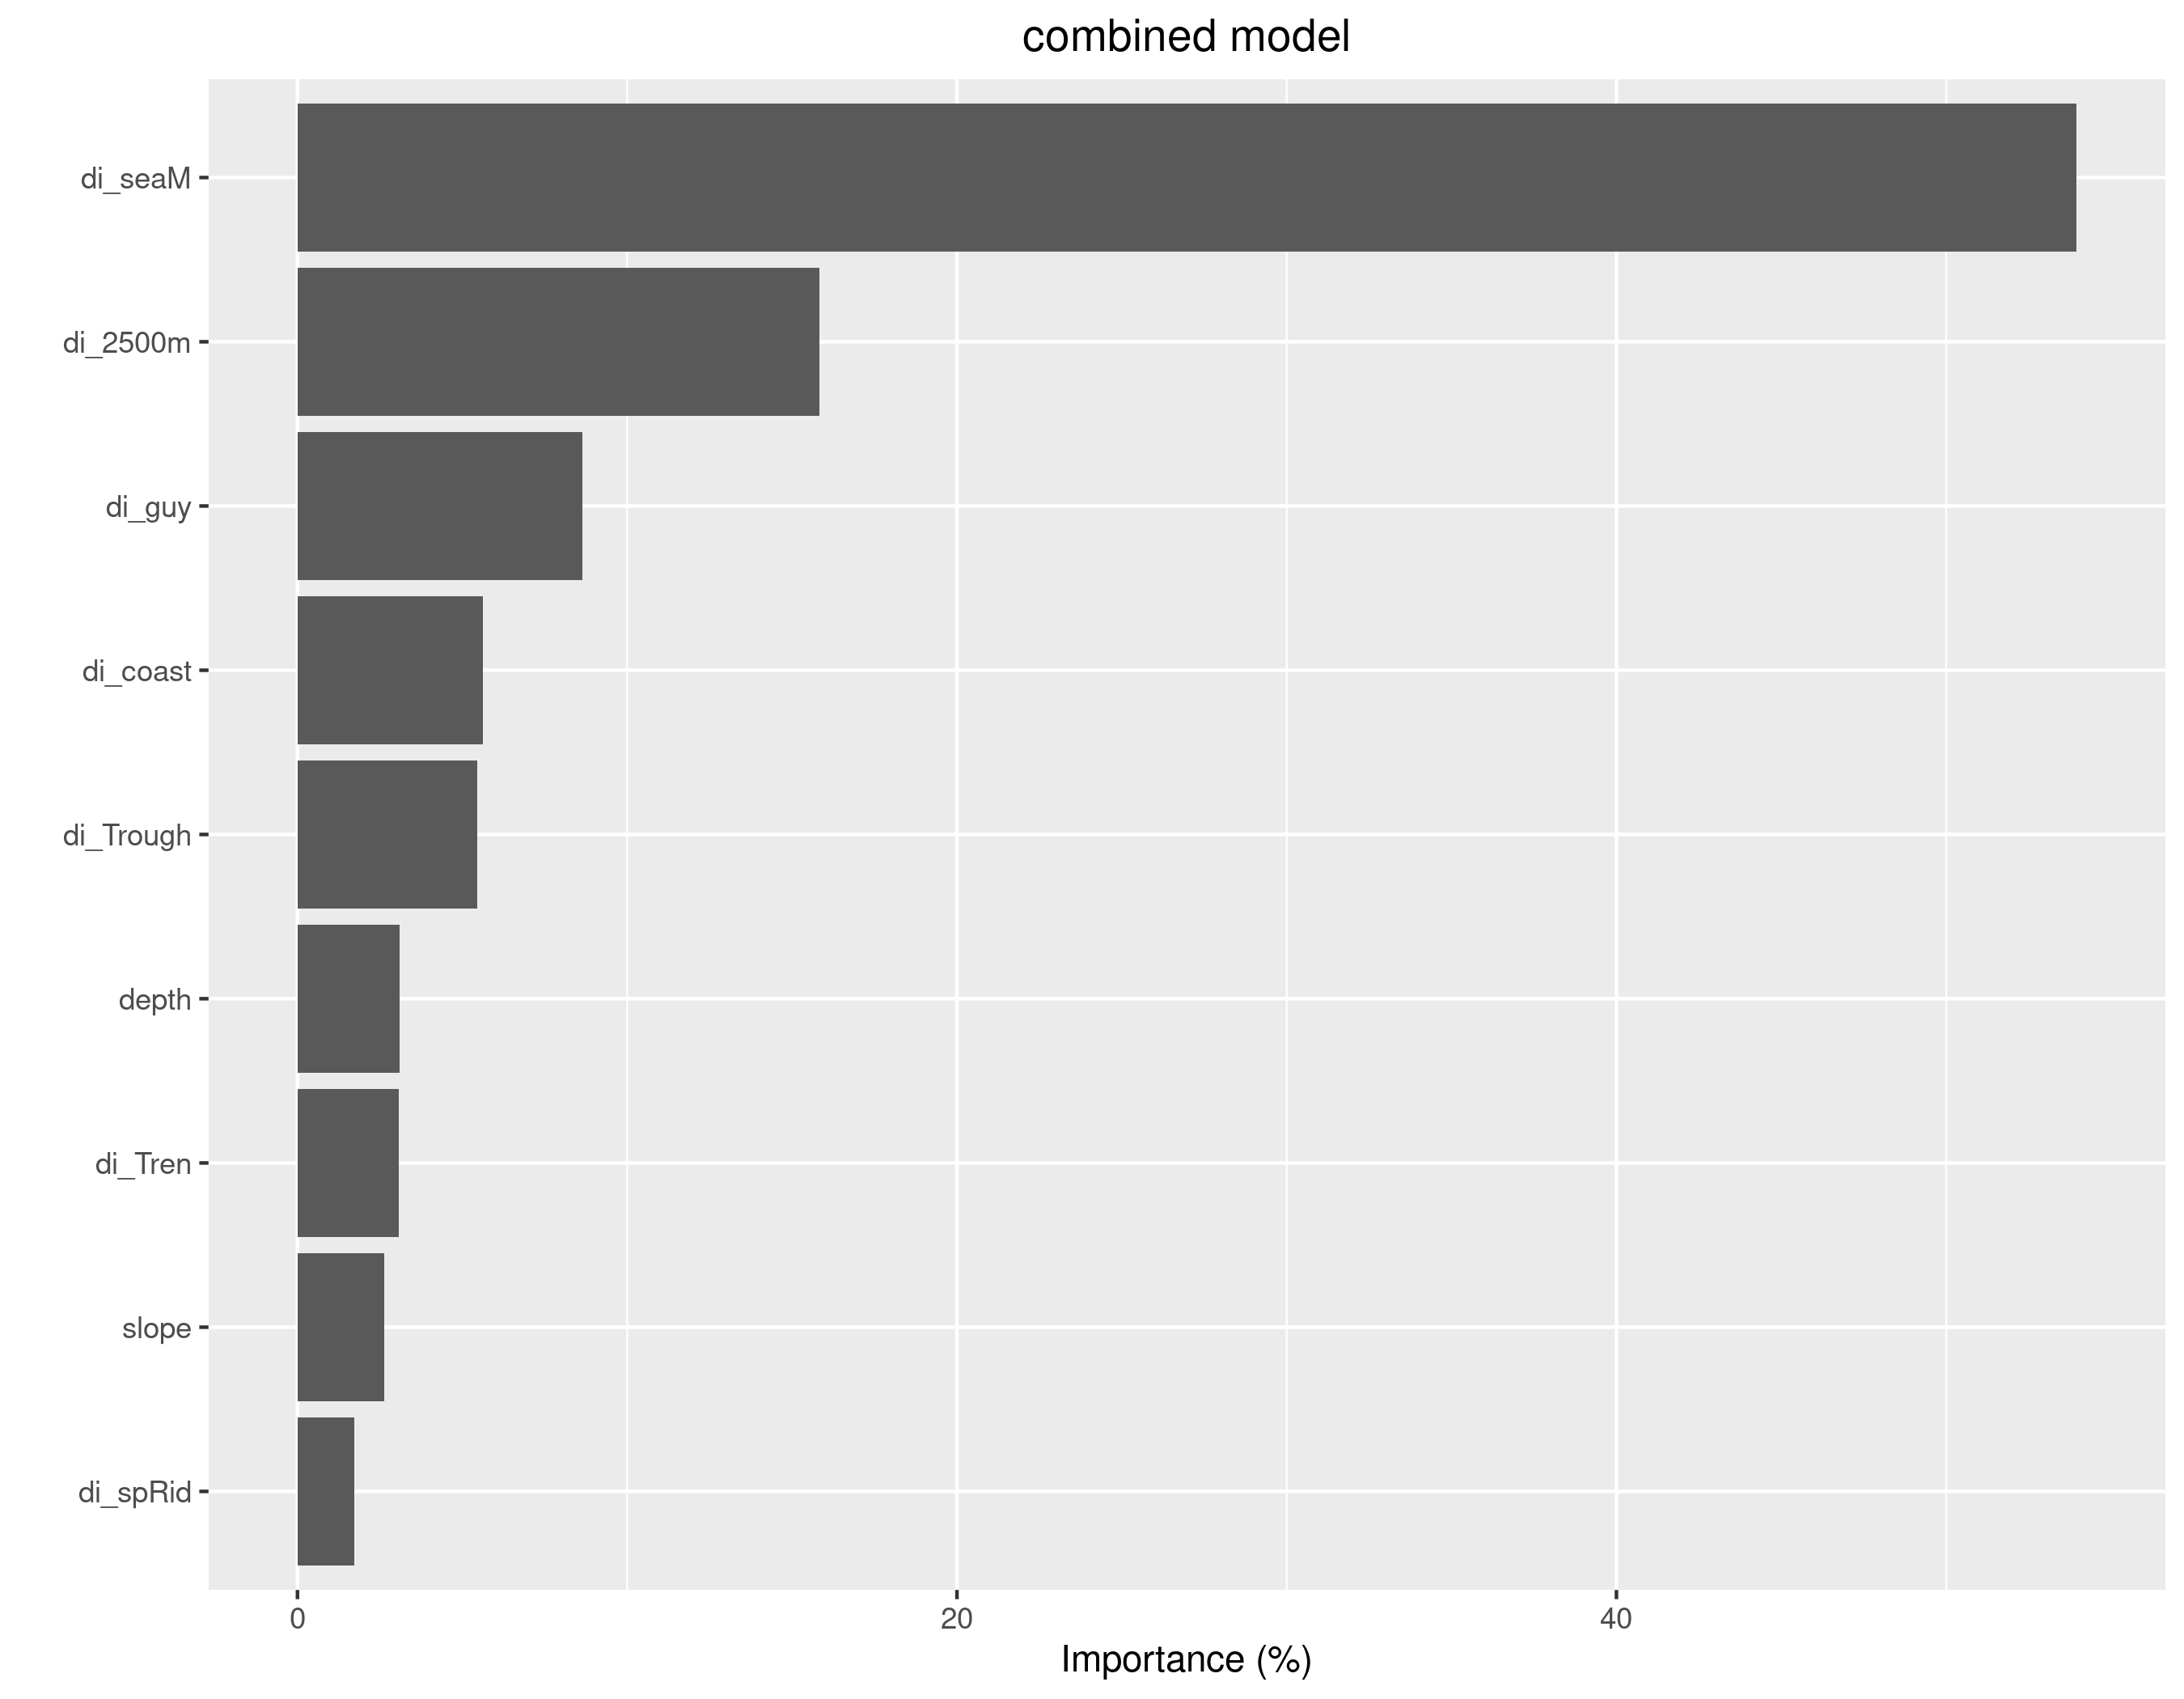 combined model
di_seaM
di_2500m
di_guy
di_coast
di_Trough
depth
di_Tren
slope
di_spRid
0 20 40
Importance (%)